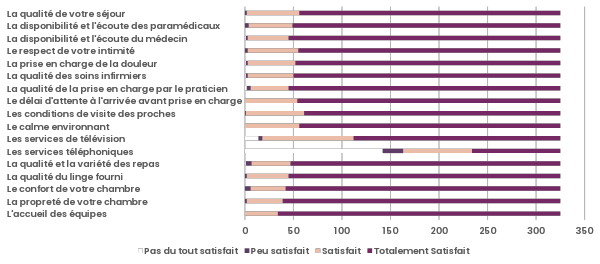 La qualité de votre séjour
La disponibilité et l'écoute des paramédicaux
La disponibilité et l'écoute du médecin
Le respect de votre intimité
La prise en charge de la douleur
La qualité des soins infirmiers
La qualité de la prise en charge par le praticien
Le délai d'attente à l'arrivée avant prise en charge
Les conditions de visite des proches
Le calme environnant
Les services de télévision
Les services téléphoniques
La qualité et la variété des repas
La qualité du linge fourni
Le confort de votre chambre
La propreté de votre chambre
L'accueil des équipes
0 50 100 150 200 250 300 350
Pas du tout satisfait Peu satisfait Satisfait Totalement Satisfait